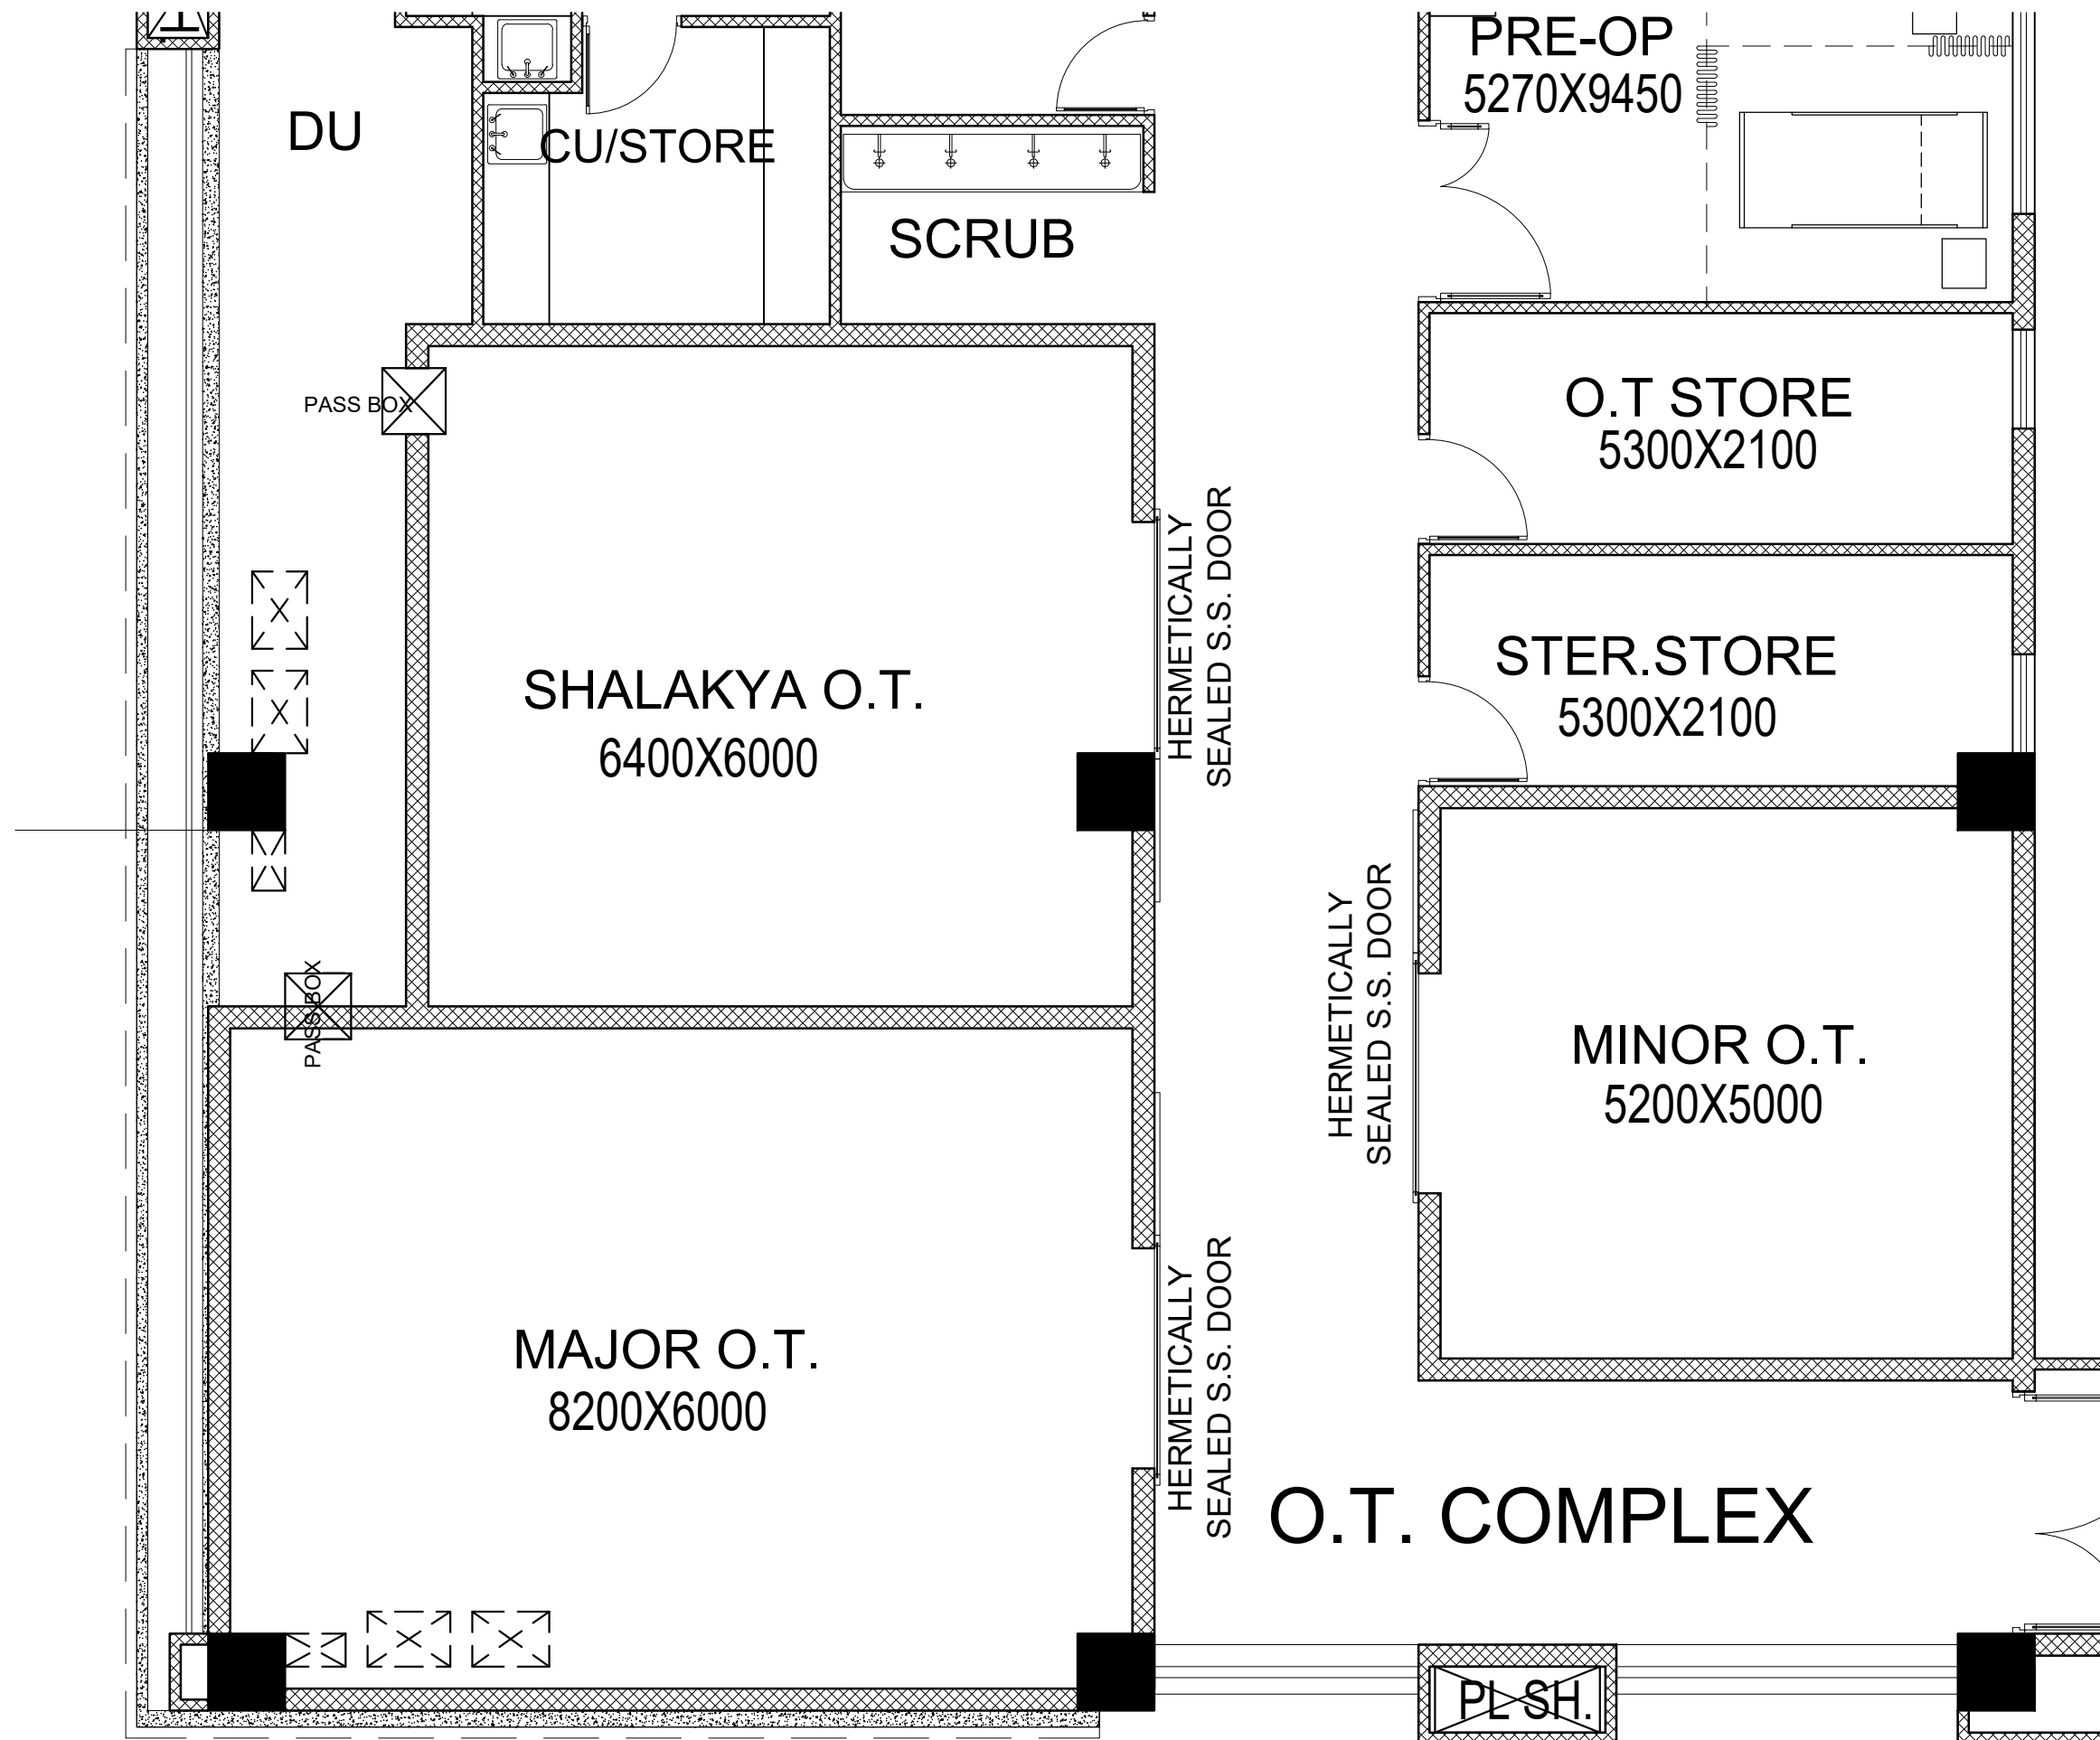 PRE-OP
5270X9450
DU
CU/STORE
SCRUB
PASS BOX
O.T STORE
5300X2100
HERMETICALLY
SEALED S.S. DOOR
SHALAKYA O.T.
6400X6000
STER.STORE
5300X2100
PASS BOX
HERMETICALLY
SEALED S.S. DOOR
MINOR O.T.
5200X5000
MAJOR O.T.
8200X6000
HERMETICALLY
SEALED S.S. DOOR
O.T. COMPLEX
PL SH.